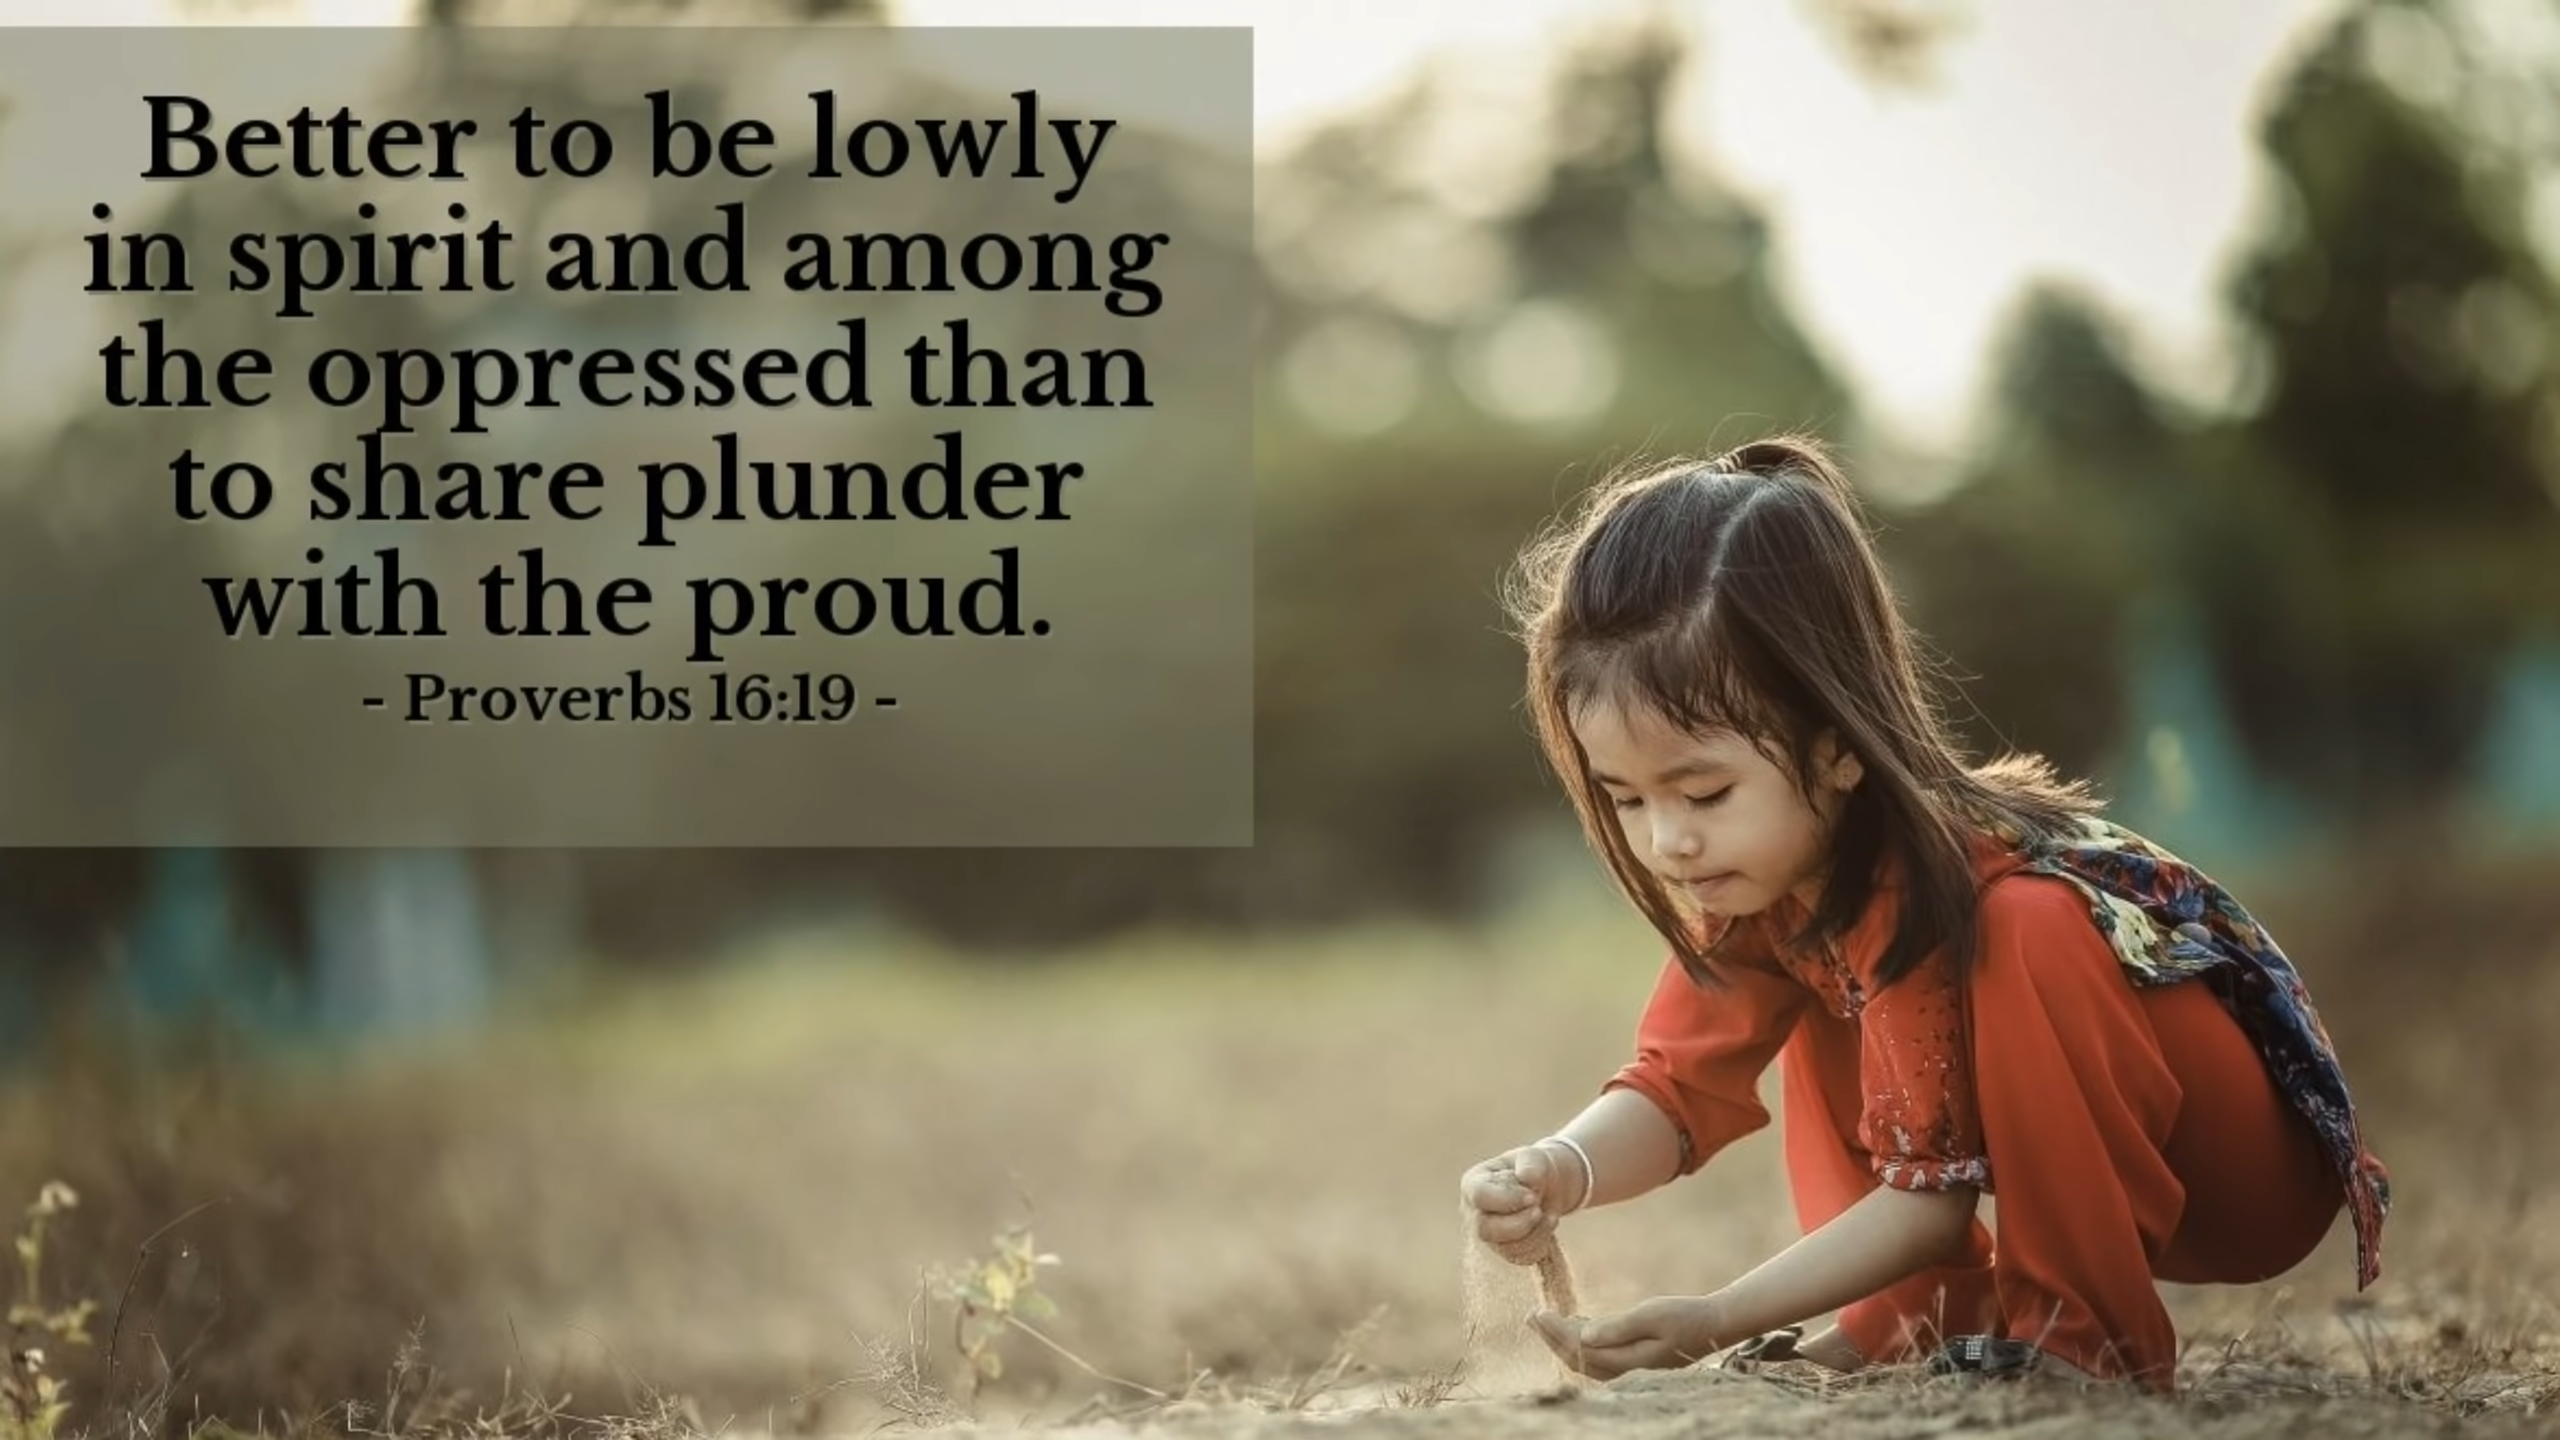 Better to be lowly
in spirit and among
the oppressed than
to share plunder
with the proud.
- Proverbs 16:19 -